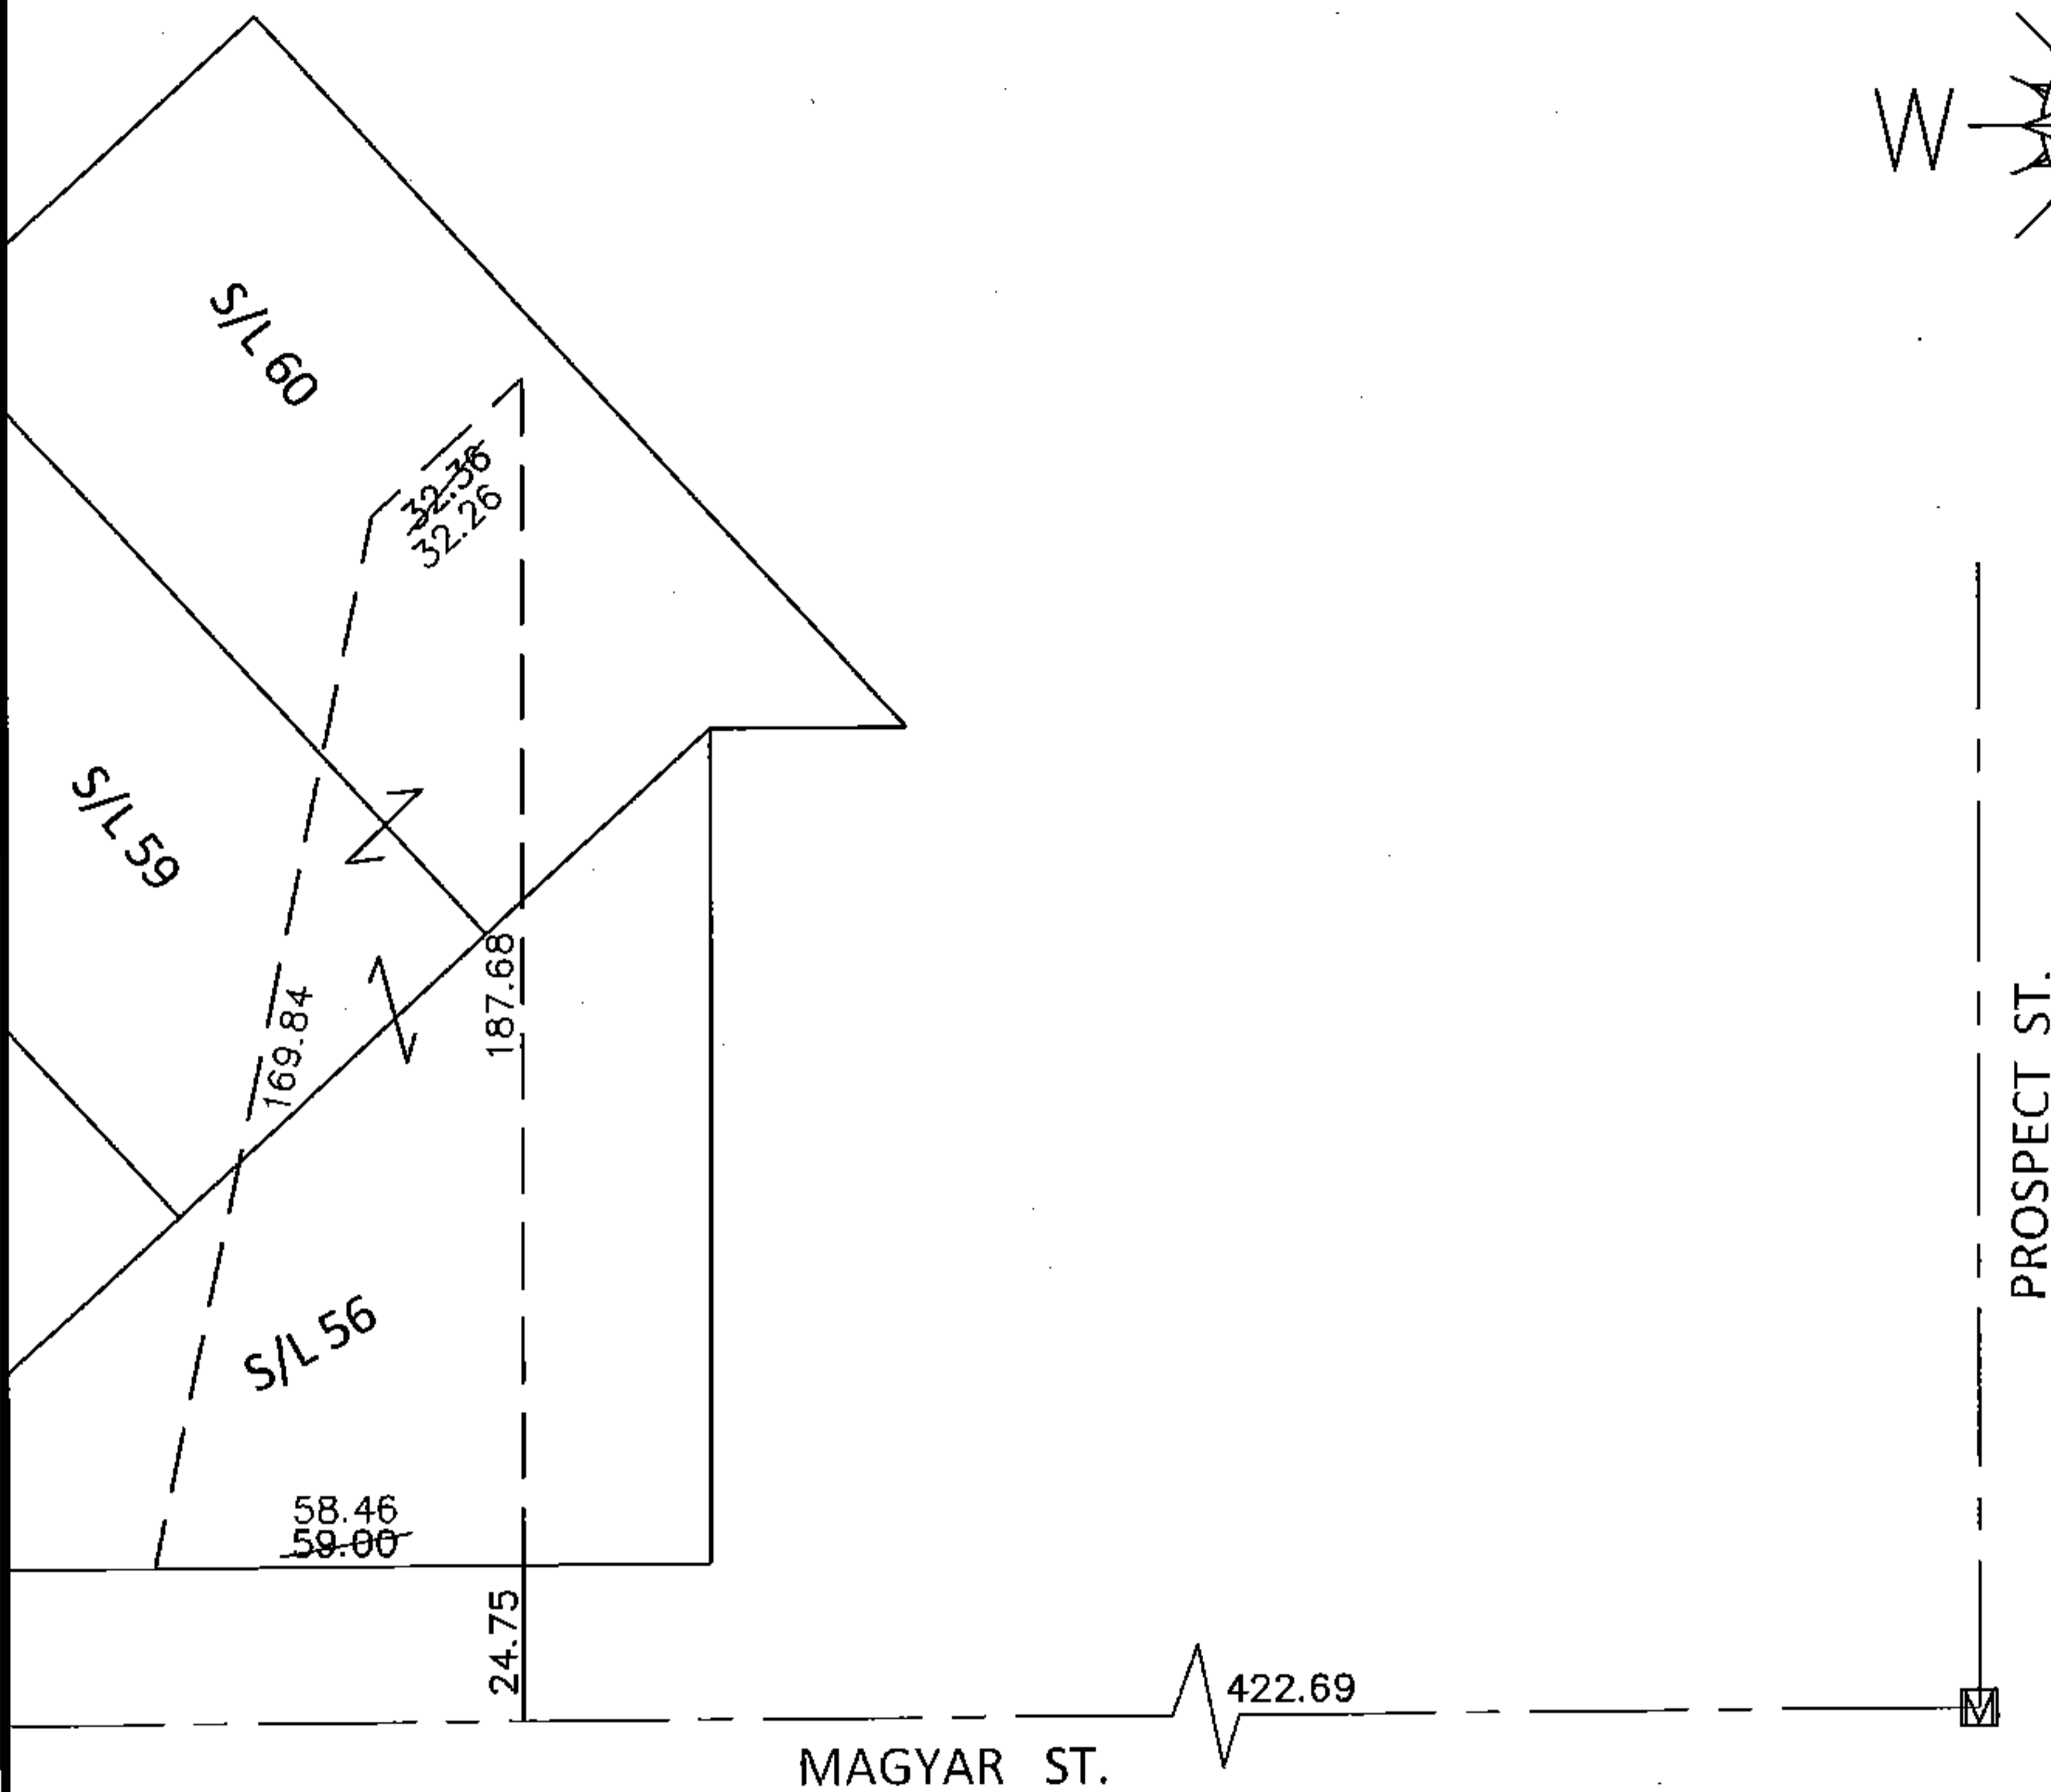 W
S/L 60
32.36
32.26
S/L 59
187.68
169.84
PROSPECT ST.
S/L 56
58.46
59.00
24.75
422.69
M
MAGYAR ST.